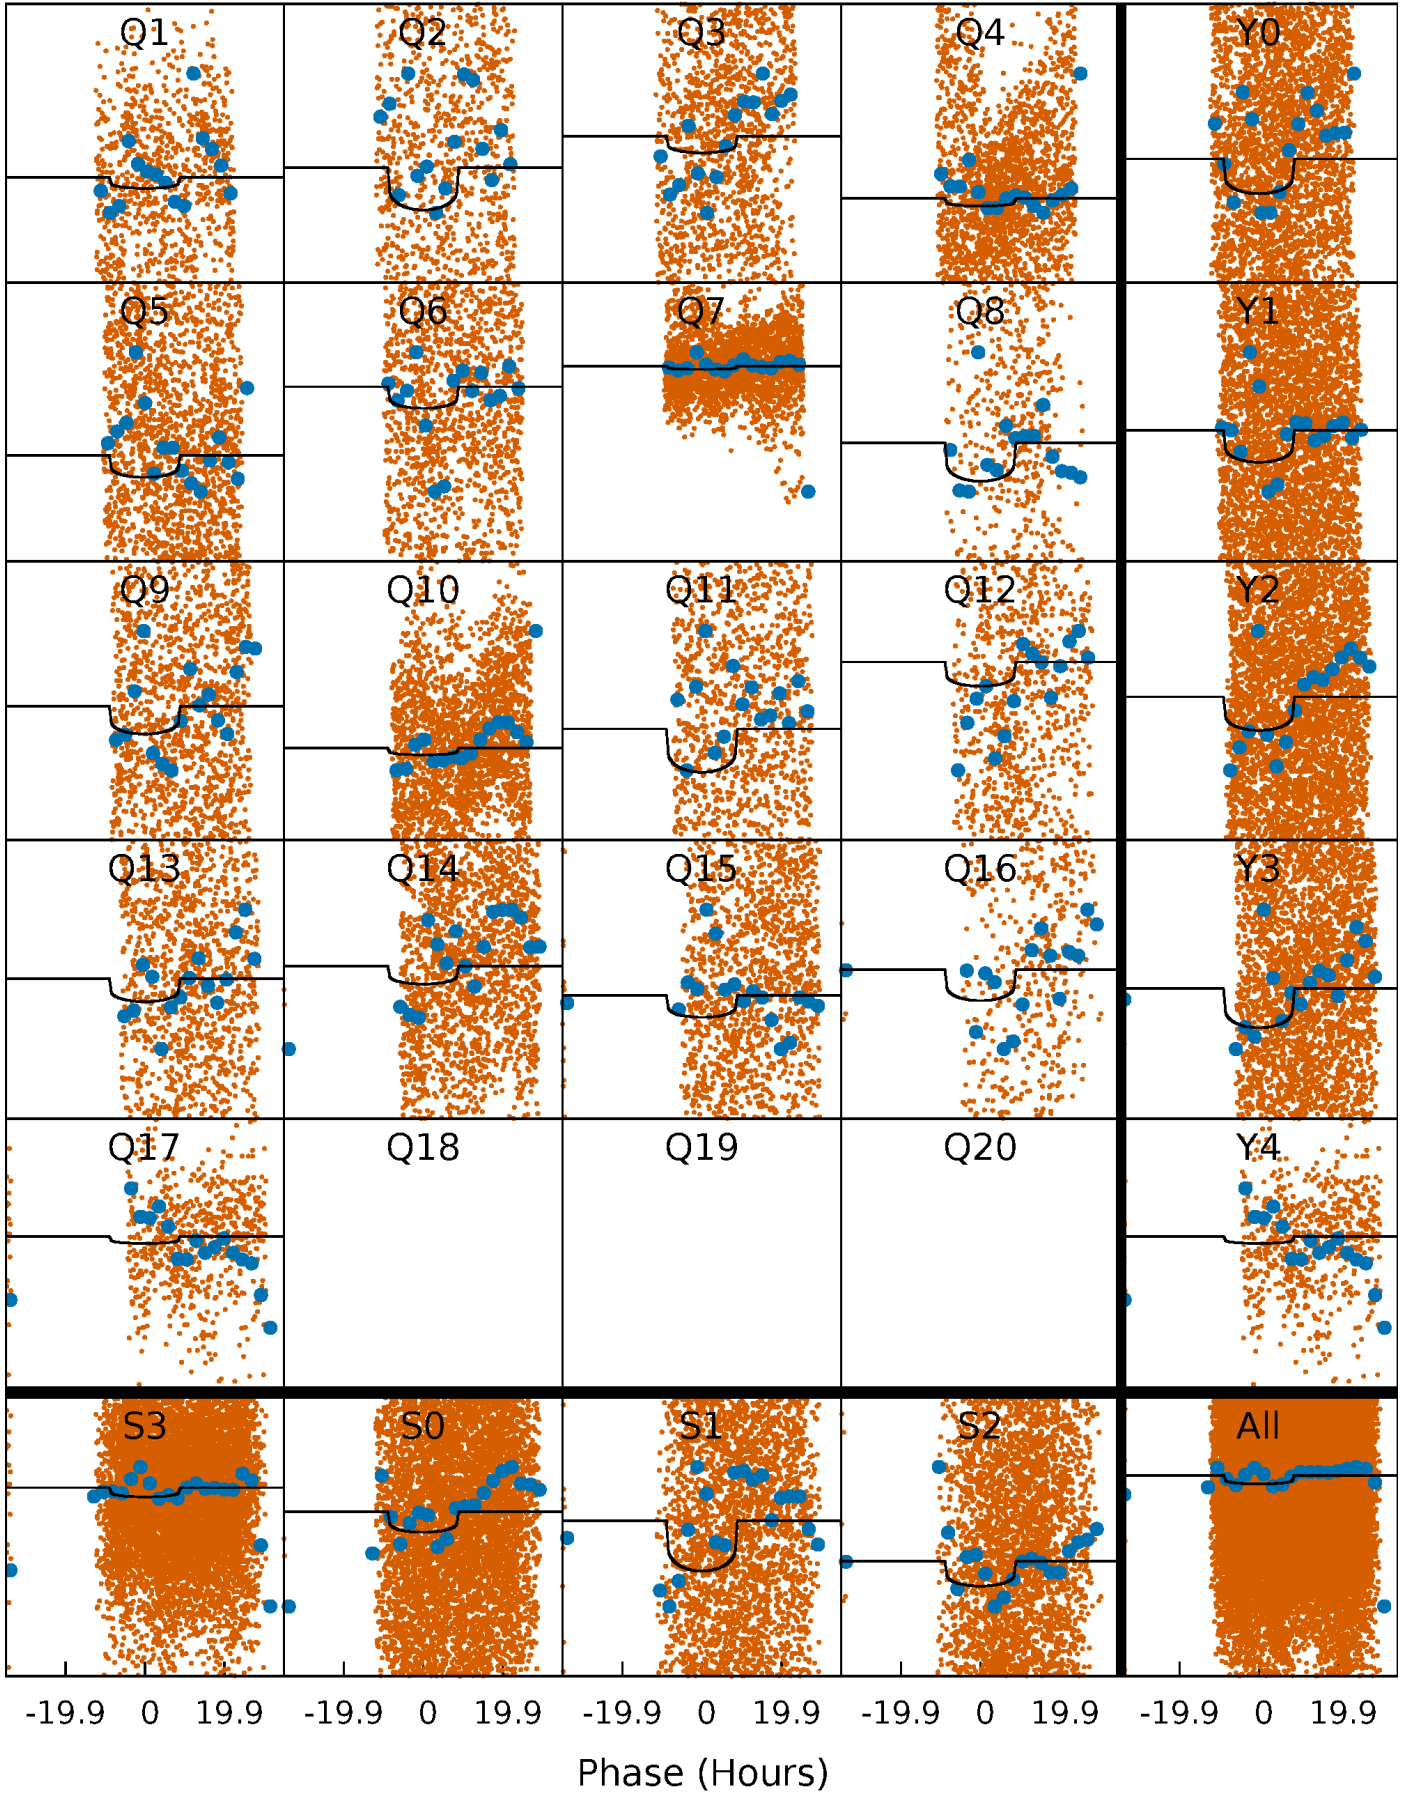 Q1 Q2 Q3 Q4 Y0
Q5 Q6 Q7 Q8 Y1
Q9 Q10 Q11 Q12 Y2
Q13 Q14 Q15 Q16 Y3
Q17 Q18 Q19 Q20 Y4
S3 S0 S1 S2 All
-19.9 0 19.9 -19.9 0 19.9 -19.9 0 19.9 -19.9 0 19.9 -19.9 0 19.9
Phase (Hours)